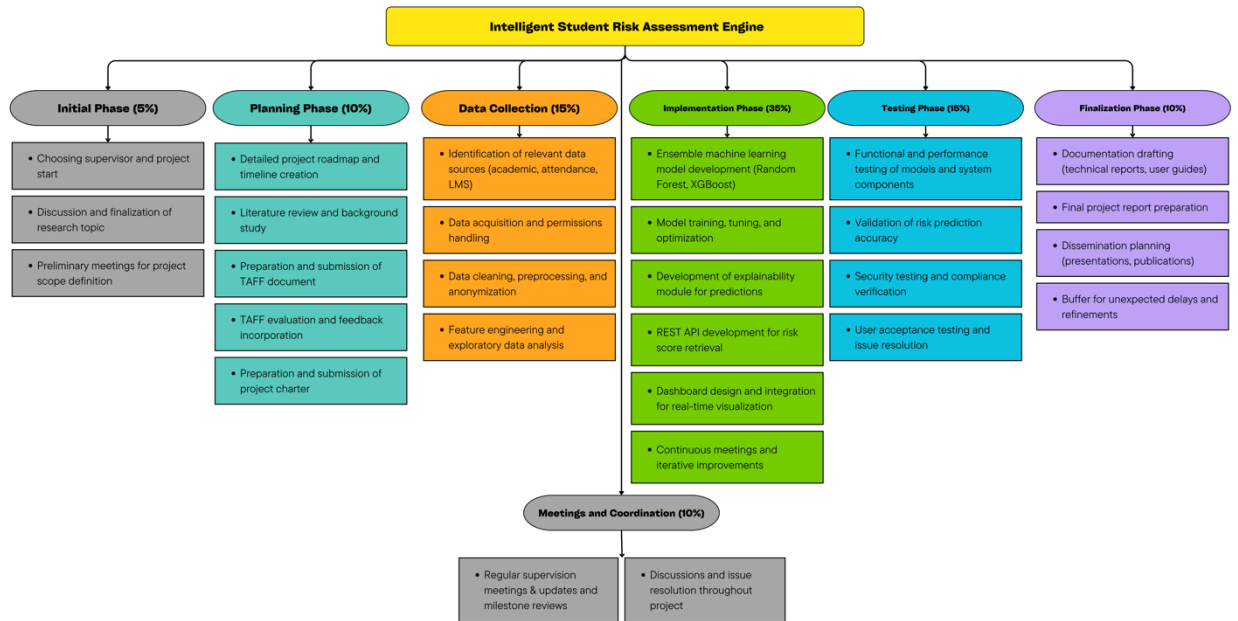 Intelligent Student Risk Assessment Engine
Initial Phase (5%)
• Choosing supervisor and project
start
• Discussion and finalization of
research topic
• Preliminary meetings for project
scope definition
Planning Phase (10%)
• Detailed project roadmap and
timeline creation
• Literature review and background
study
• Preparation and submission of
TAFF document
• TAFF evaluation and feedback
incorporation
• Preparation and submission of
project charter
Data Collection (15%)
• Identification of relevant data
sources (academic, attendance,
LMS)
• Data acquisition and permissions
handling
• Data cleaning, preprocessing, and
anonymization
• Feature engineering and
exploratory data analysis
Implementation Phase (35%)
• Ensemble machine learning
model development (Random
Forest, XGBoost)
• Model training, tuning, and
optimization
• Development of explainability
module for predictions
• REST API development for risk
score retrieval
• Dashboard design and integration
for real-time visualization
• Continuous meetings and
iterative improvements
Testing Phase (15%)
• Functional and performance
testing of models and system
components
• Validation of risk prediction
accuracy
• Security testing and compliance
verification
• User acceptance testing and
issue resolution
Finalization Phase (10%)
• Documentation drafting
(technical reports, user guides)
• Final project report preparation
• Dissemination planning
(presentations, publications)
• Buffer for unexpected delays and
refinements
Meetings and Coordination (10%)
• Regular supervision
meetings & updates and
milestone reviews
• Discussions and issue
resolution throughout
project